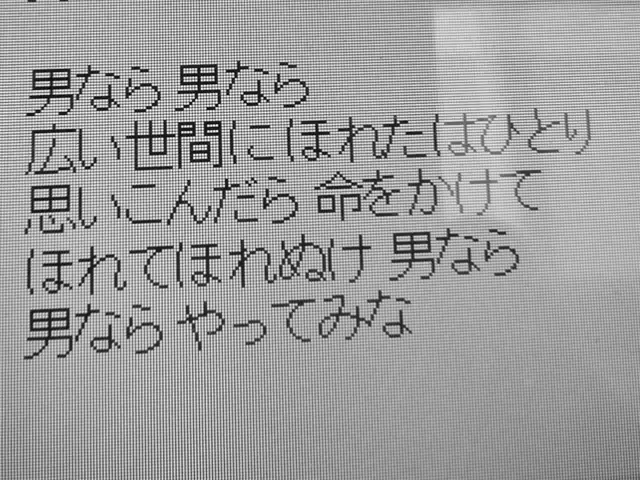 男なら 男なら
広い世間にほれたはひとり
思いこんだら 命をかけて
ほれてほれぬけ 男なら
男なら やってみな